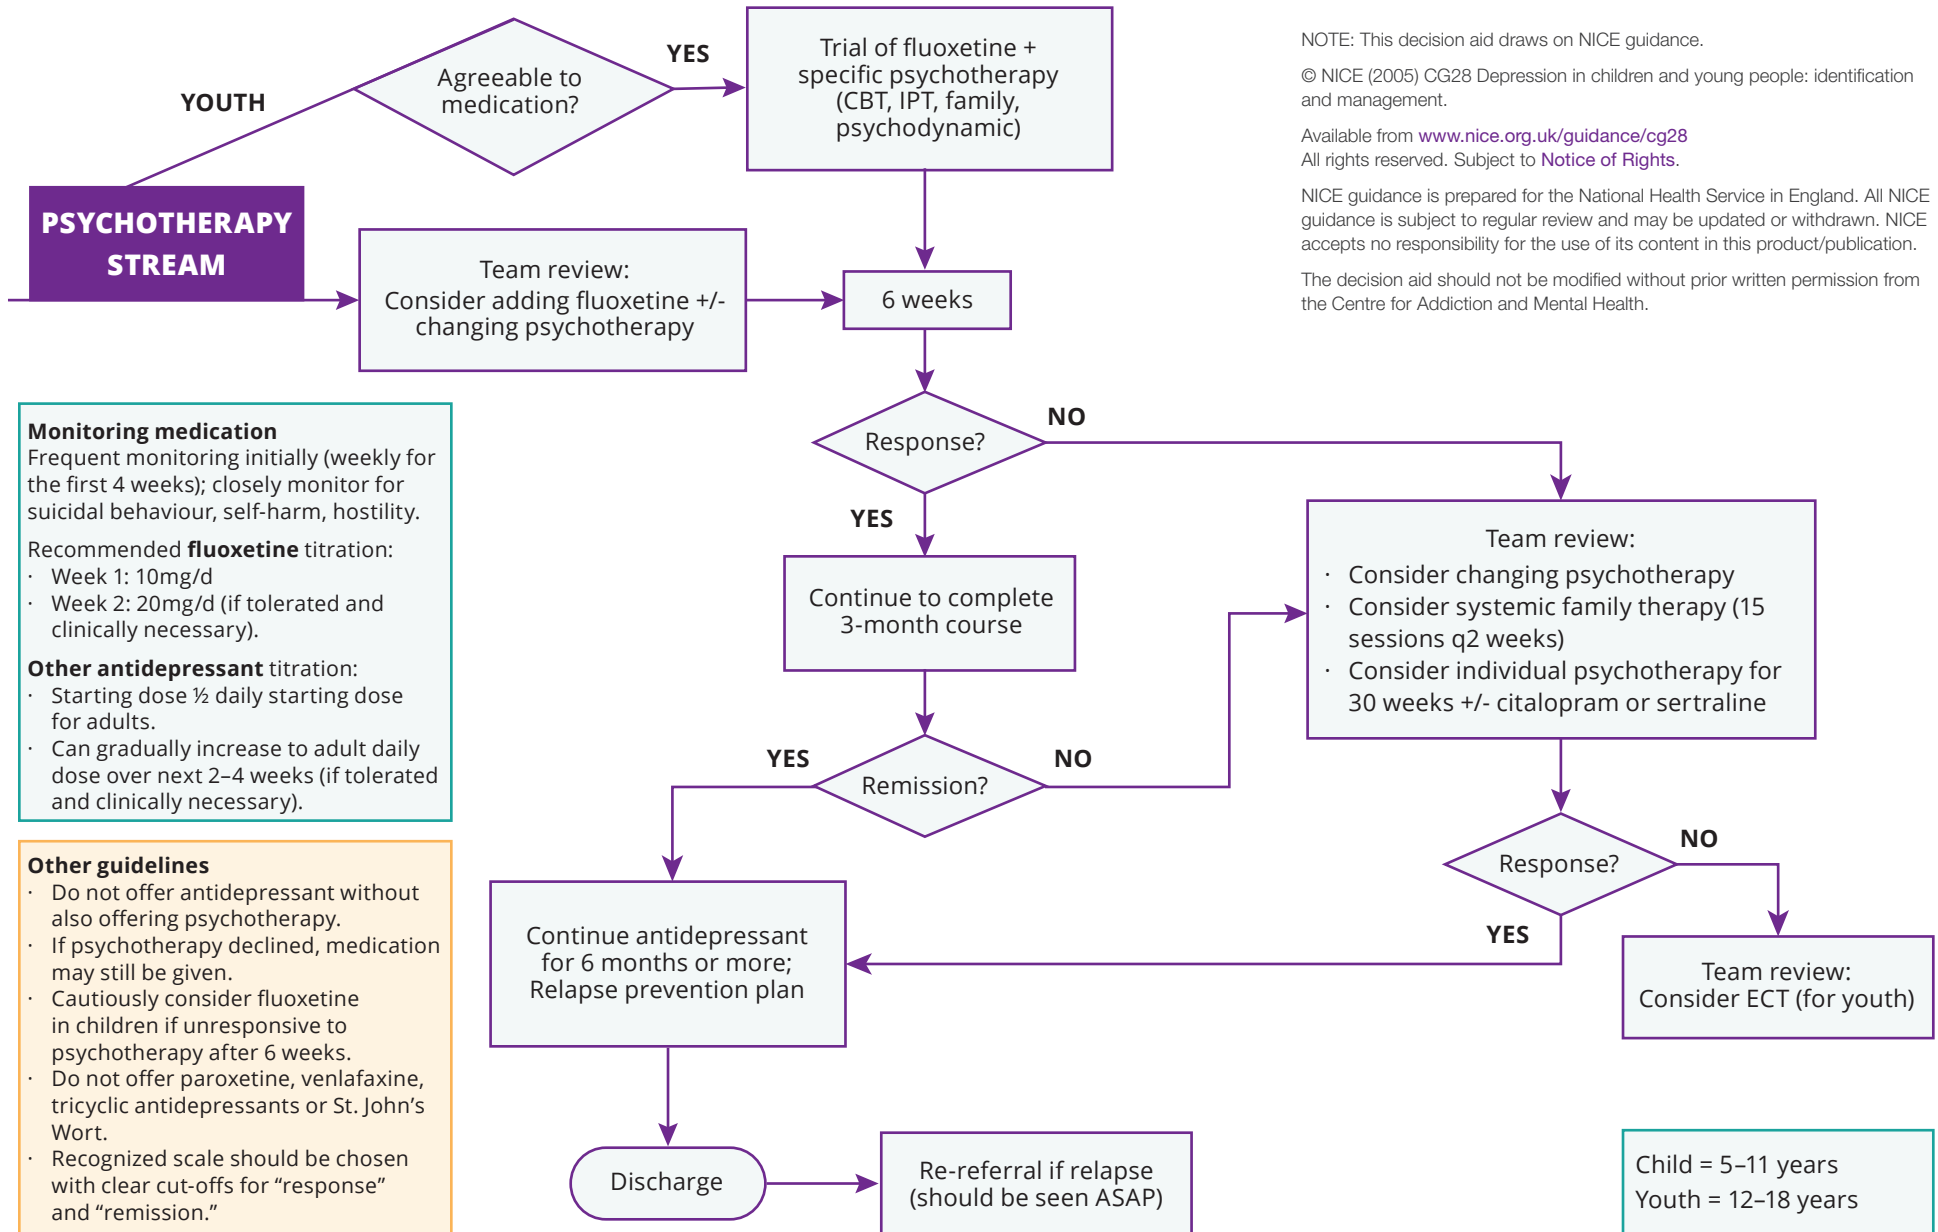 YOUTH
Agreeable to
medication?
YES
Trial of fluoxetine +
specific psychotherapy
(CBT, IPT, family,
psychodynamic)
NOTE: This decision aid draws on NICE guidance.
© NICE (2005) CG28 Depression in children and young people: identification
and management.
Available from www.nice.org.uk/guidance/cg28
All rights reserved. Subject to Notice of Rights.
NICE guidance is prepared for the National Health Service in England. All NICE
guidance is subject to regular review and may be updated or withdrawn. NICE
accepts no responsibility for the use of its content in this product/publication.
The decision aid should not be modified without prior written permission from
the Centre for Addiction and Mental Health.
PSYCHOTHERAPY
STREAM
Team review:
Consider adding fluoxetine +/-
changing psychotherapy
6 weeks
Response?
NO
YES
Monitoring medication
Frequent monitoring initially (weekly for
the first 4 weeks); closely monitor for
suicidal behaviour, self-harm, hostility.
Recommended fluoxetine titration:
· Week 1: 10mg/d
· Week 2: 20mg/d (if tolerated and
clinically necessary).
Other antidepressant titration:
· Starting dose ½ daily starting dose
for adults.
· Can gradually increase to adult daily
dose over next 2–4 weeks (if tolerated
and clinically necessary).
Continue to complete
3-month course
Team review:
· Consider changing psychotherapy
· Consider systemic family therapy (15
sessions q2 weeks)
· Consider individual psychotherapy for
30 weeks +/- citalopram or sertraline
YES
Remission?
NO
Response?
NO
YES
Other guidelines
· Do not offer antidepressant without
also offering psychotherapy.
· If psychotherapy declined, medication
may still be given.
· Cautiously consider fluoxetine
in children if unresponsive to
psychotherapy after 6 weeks.
· Do not offer paroxetine, venlafaxine,
tricyclic antidepressants or St. John’s
Wort.
· Recognized scale should be chosen
with clear cut-offs for “response”
and “remission.”
Continue antidepressant
for 6 months or more;
Relapse prevention plan
Team review:
Consider ECT (for youth)
Discharge
Re-referral if relapse
(should be seen ASAP)
Child = 5–11 years
Youth = 12–18 years